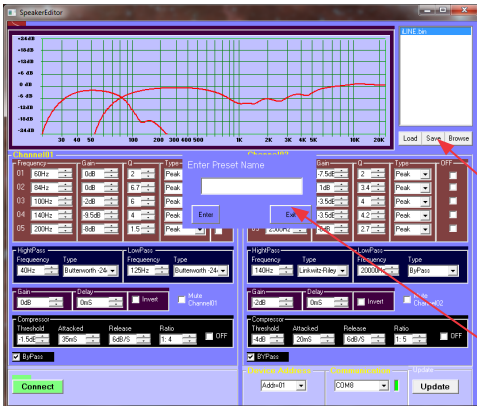 SpeakerEditor
iLINE.bin
-24dB
-18dB
-12dB
-6 dB
0 dB
-6 dB
-12dB
-18dB
-24dB
30 40 50 100 200 300 400 500 1K 2K 3K 4K 5K 10K 20K
Load Save Browse
Channel01
Frequency Gain Q Type
01 60Hz 0dB 2 Peak
02 84Hz 0dB 6.7 Peak
03 100Hz -2dB 6 Peak
04 140Hz -9.5dB 4 Peak
05 200Hz -8dB 1.5 Peak
Enter Preset Name
Enter Exit
Gain Q Type OFF
-7.5dB 2 Peak
1dB 3.4 Peak
-3.5dB 4 Peak
-3.5dB 4.2 Peak
2.7 Peak
HightPass LowPass
Frequency Type Frequency Type
40Hz Butterworth -24 125Hz Butterworth -24
HightPass LowPass
Frequency Type Frequency Type
140Hz Linkwitz-Riley 20000Hz ByPass
Gain Delay
0dB 0mS Invert Mute Channel01
Gain Delay
-2dB 0mS Invert Mute Channel02
Compressor
Threshold Attacked Release Ratio
-1.5dB 35mS 6dB/S 1: 4 OFF
ByPass
Compressor
Threshold Attacked Release Ratio
-4dB 20mS 6dB/S 1: 5 OFF
BYPass
Connect
Device Address Communication Update
Addr=01 COM8 Update